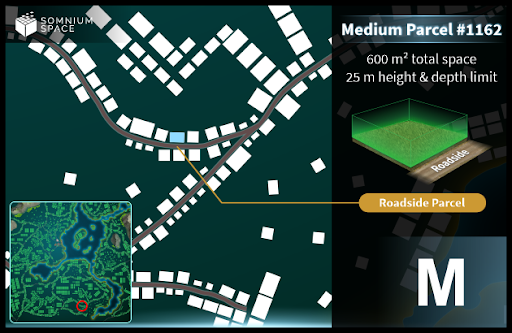 SOMNIUM
SPACE
Medium Parcel #1162
600 m² total space
25 m height & depth limit
Roadside
Roadside Parcel
M